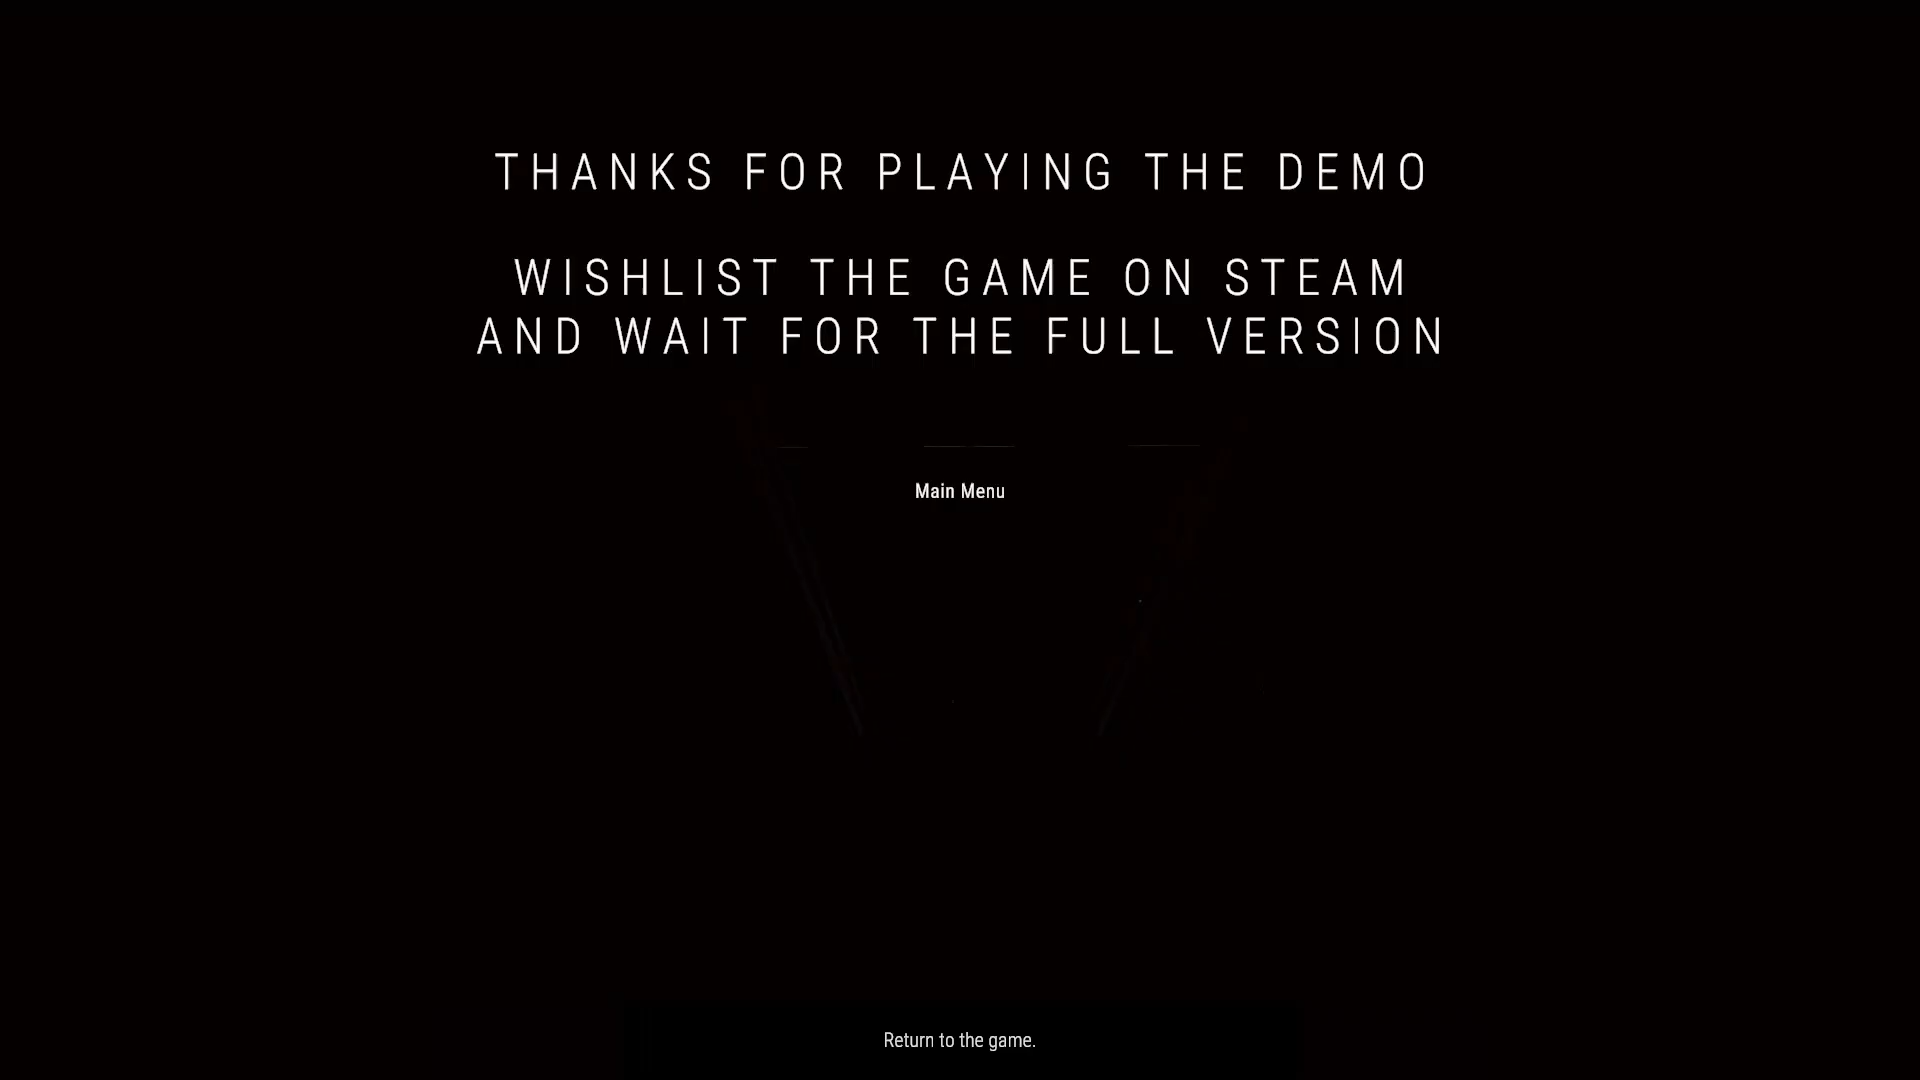 THANKS FOR PLAYING THE DEMO
WISHLIST THE GAME ON STEAM
AND WAIT FOR THE FULL VERSION
Main Menu
Return to the game.